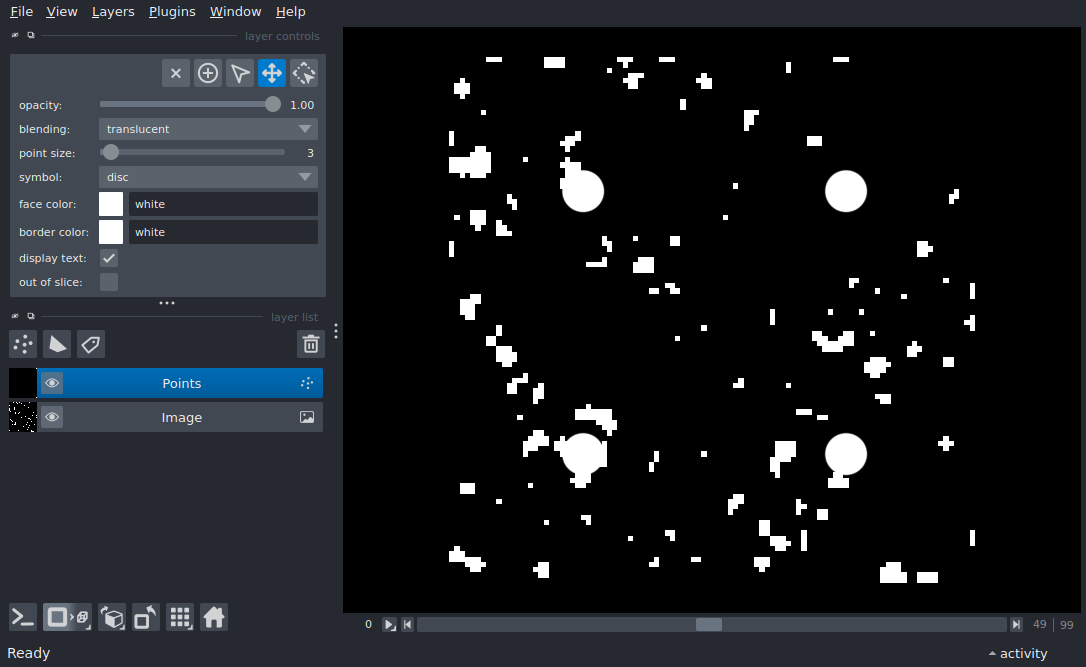 File View Layers Plugins Window Help
layer controls
opacity: 1.00
blending: translucent
point size: 3
symbol: disc
face color: white
border color: white
display text:
out of slice:
layer list
Points
Image
0 49 99
Ready activity